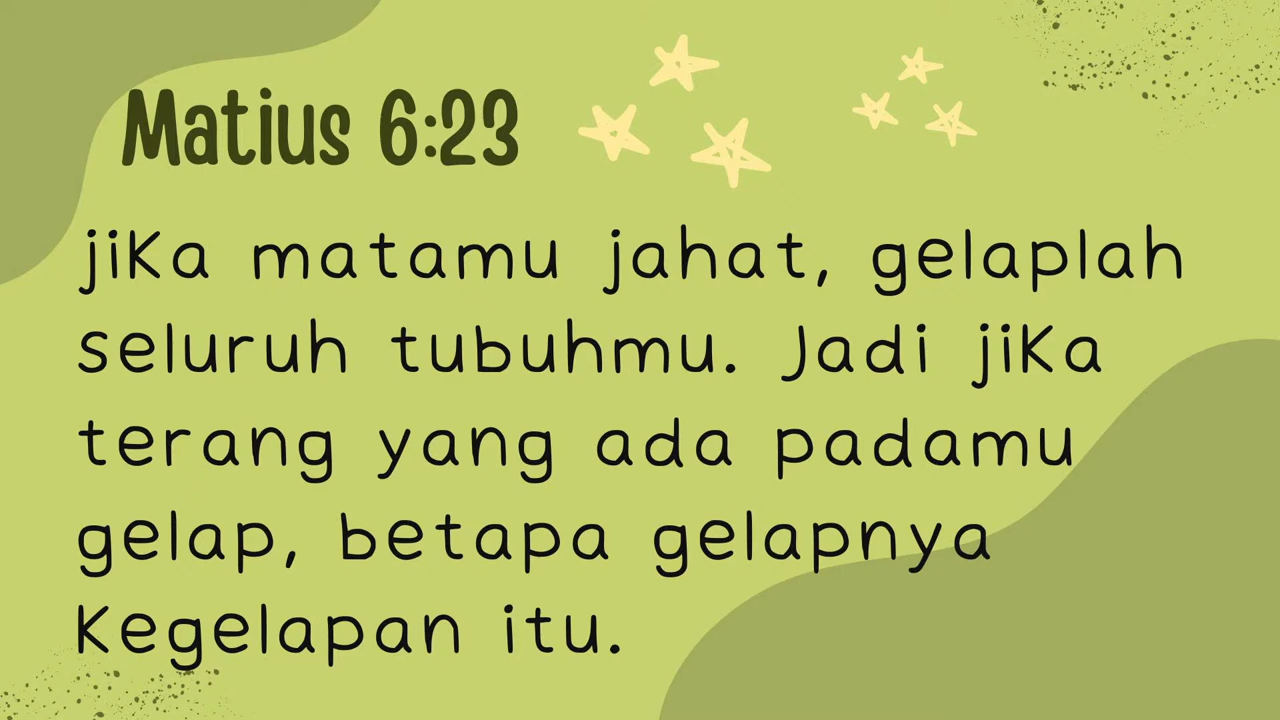 Matius 6:23
jika matamu jahat, gelaplah
seluruh tubuhmu. Jadi jika
terang yang ada padamu
gelap, betapa gelapnya
kegelapan itu.